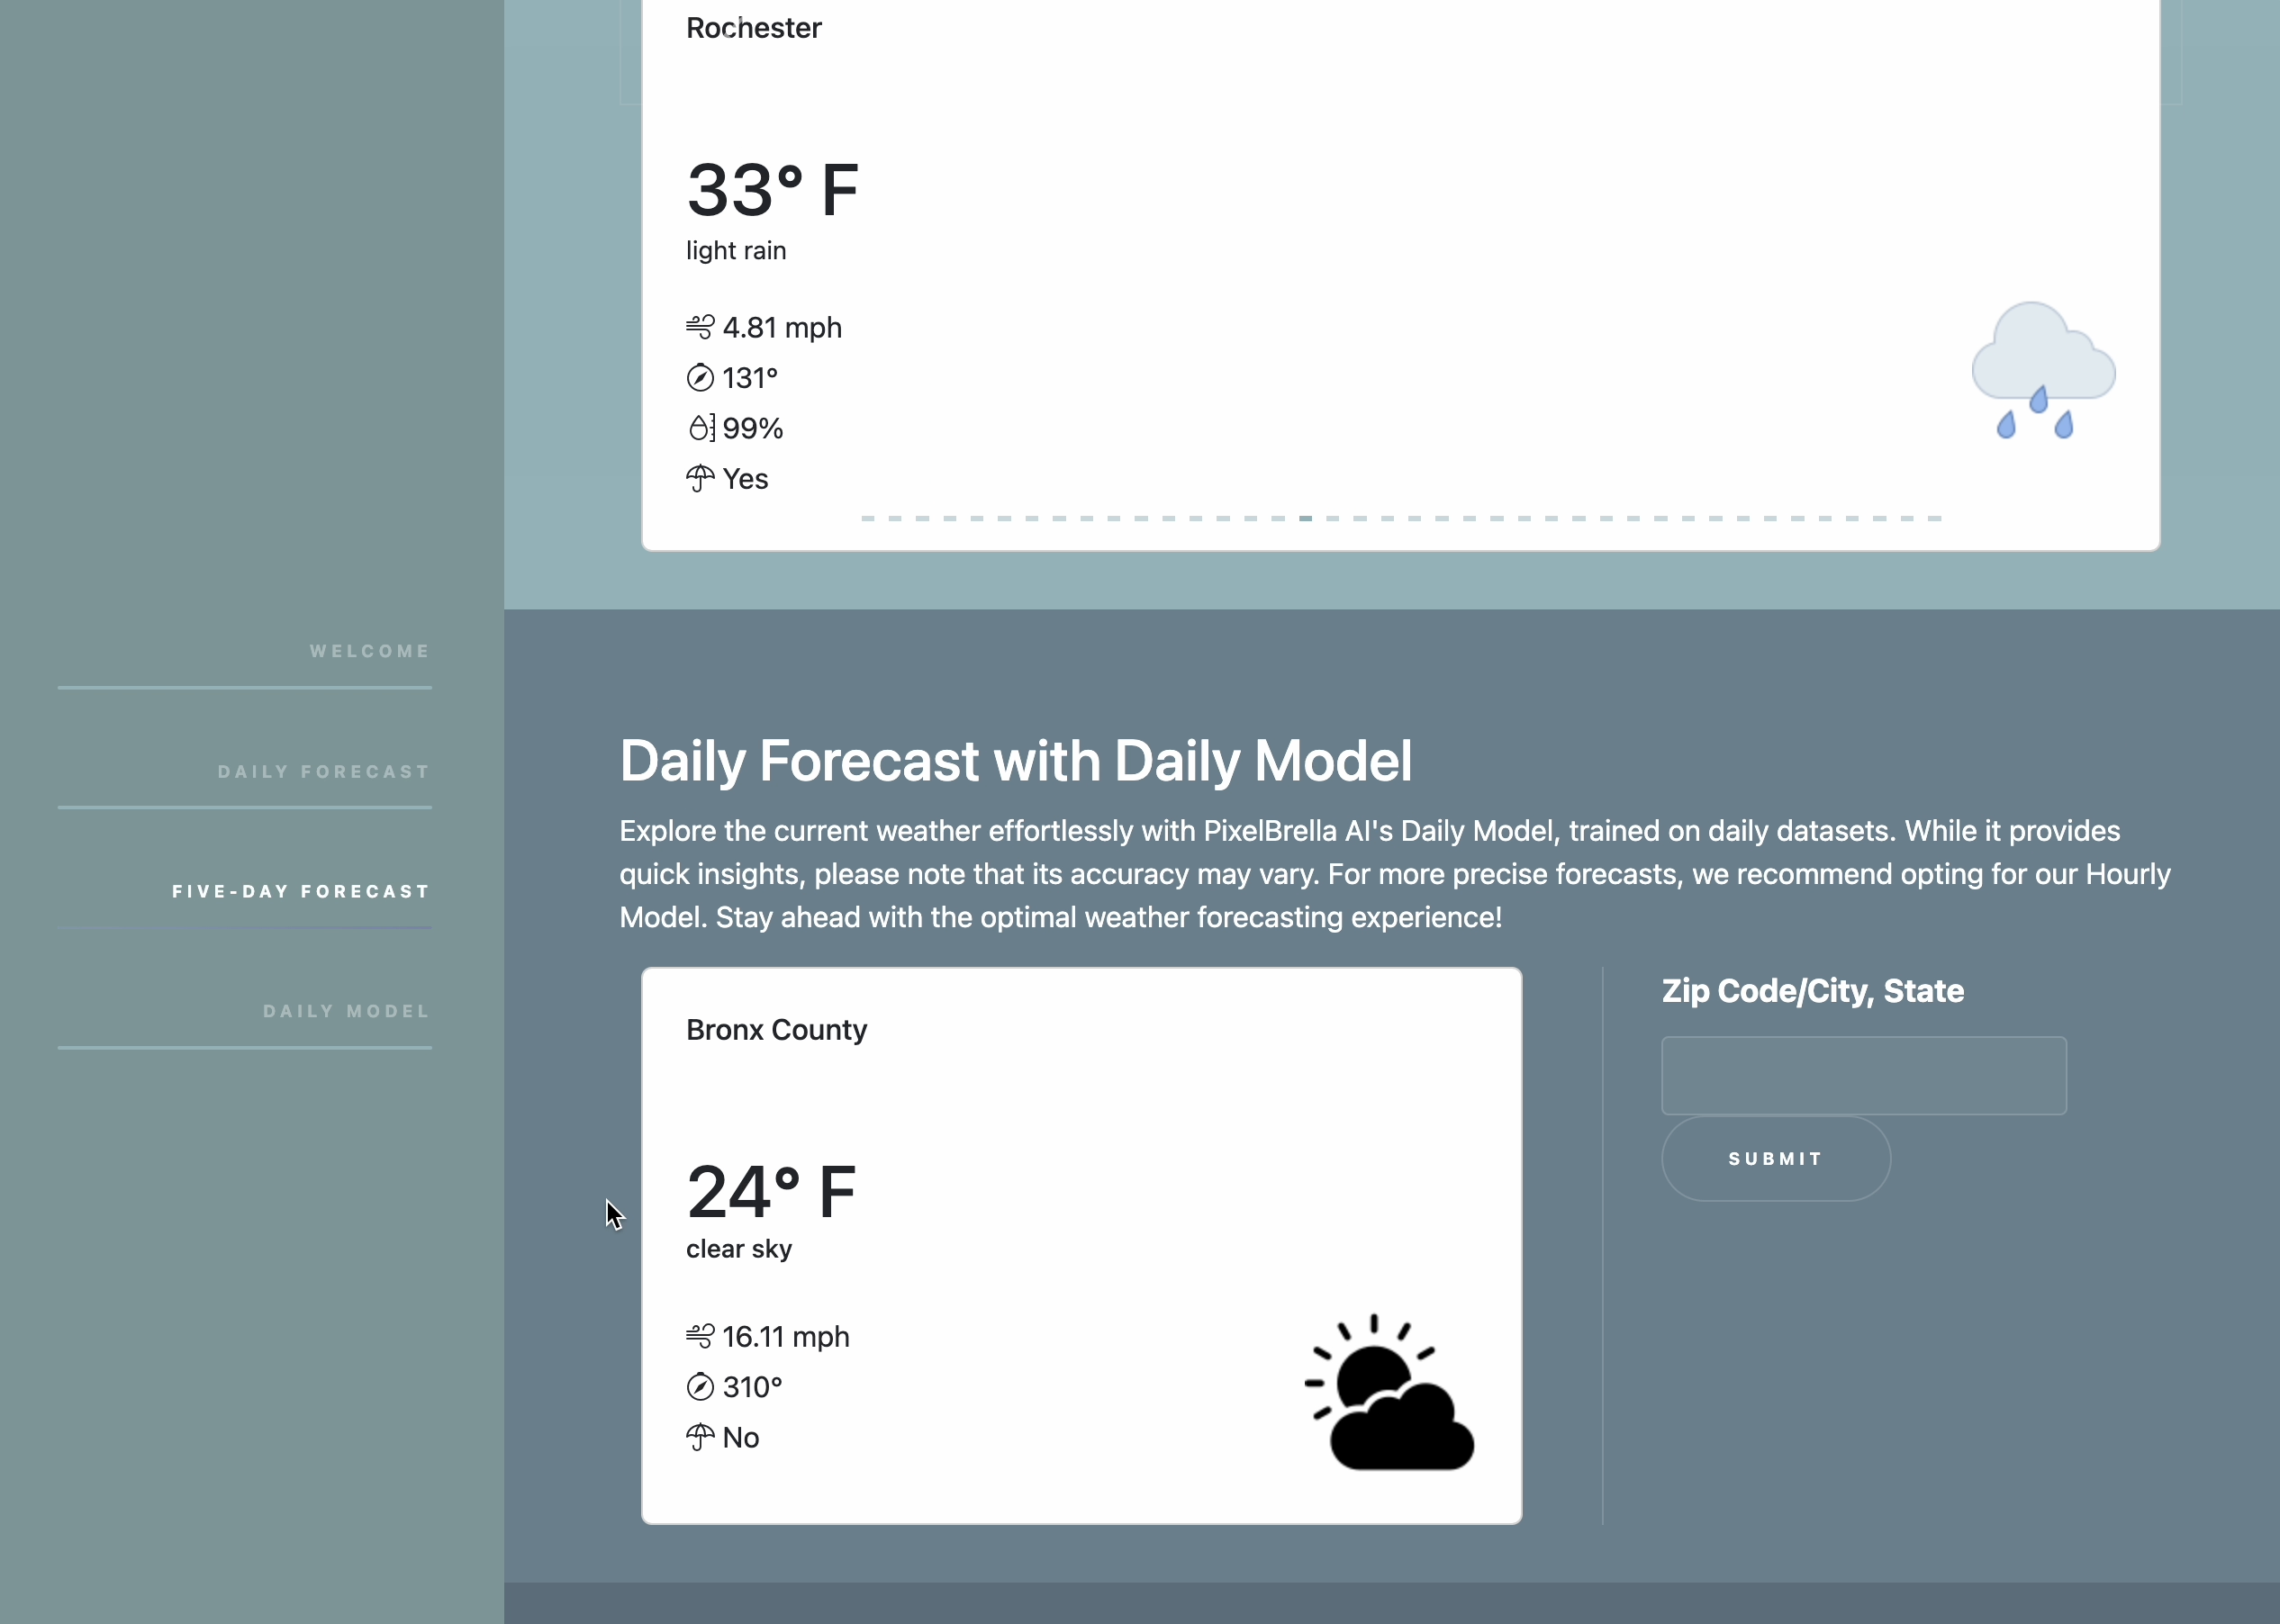 Rochester
33° F
light rain
4.81 mph
131°
99%
Yes
WELCOME
DAILY FORECAST
FIVE-DAY FORECAST
DAILY MODEL
Daily Forecast with Daily Model
Explore the current weather effortlessly with PixelBrella AI's Daily Model, trained on daily datasets. While it provides
quick insights, please note that its accuracy may vary. For more precise forecasts, we recommend opting for our Hourly
Model. Stay ahead with the optimal weather forecasting experience!
Bronx County
24° F
clear sky
16.11 mph
310°
No
Zip Code/City, State
SUBMIT